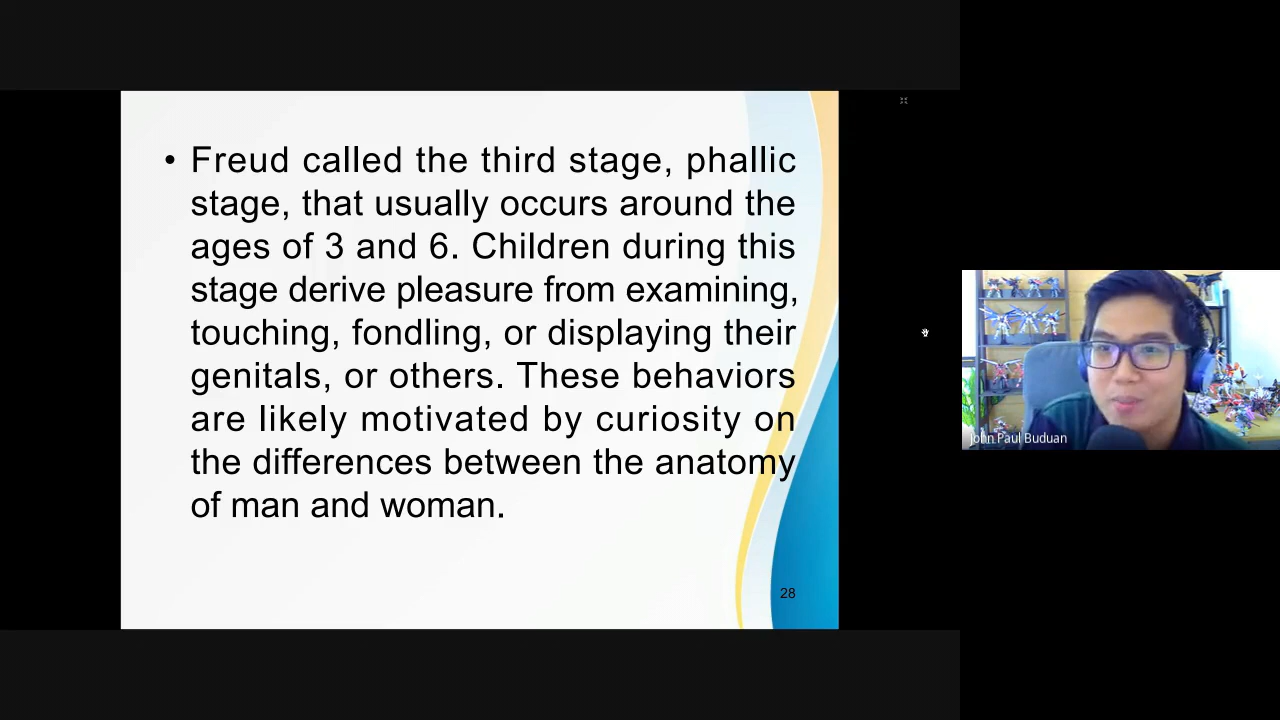 • Freud called the third stage, phallic
stage, that usually occurs around the
ages of 3 and 6. Children during this
stage derive pleasure from examining,
touching, fondling, or displaying their
genitals, or others. These behaviors
are likely motivated by curiosity on
the differences between the anatomy
of man and woman.
28
John Paul Buduan